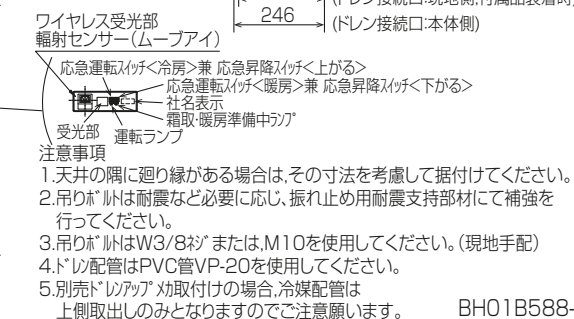 (ドレン接続口:現地側,付属品装着時)
246
(ドレン接続口:本体側)
ワイヤレス受光部
輻射センサー(ムーブアイ)
応急運転スイッチ<冷房>兼 応急昇降スイッチ<上がる>
応急運転スイッチ<暖房>兼 応急昇降スイッチ<下がる>
社名表示
霜取・暖房準備中ランプ
受光部
運転ランプ
注意事項
1.天井の隅に廻り縁がある場合は,その寸法を考慮して据付けてください。
2.吊りボルトは耐震など必要に応じ、振れ止め用耐震支持部材にて補強を
行ってください。
3.吊りボルトはW3/8ネジまたは,M10を使用してください。(現地手配)
4.ドレン配管はPVC管VP-20を使用してください。
5.別売ドレンアップメカ取付けの場合,冷媒配管は
上側取出しのみとなりますのでご注意願います。
BH01B588-